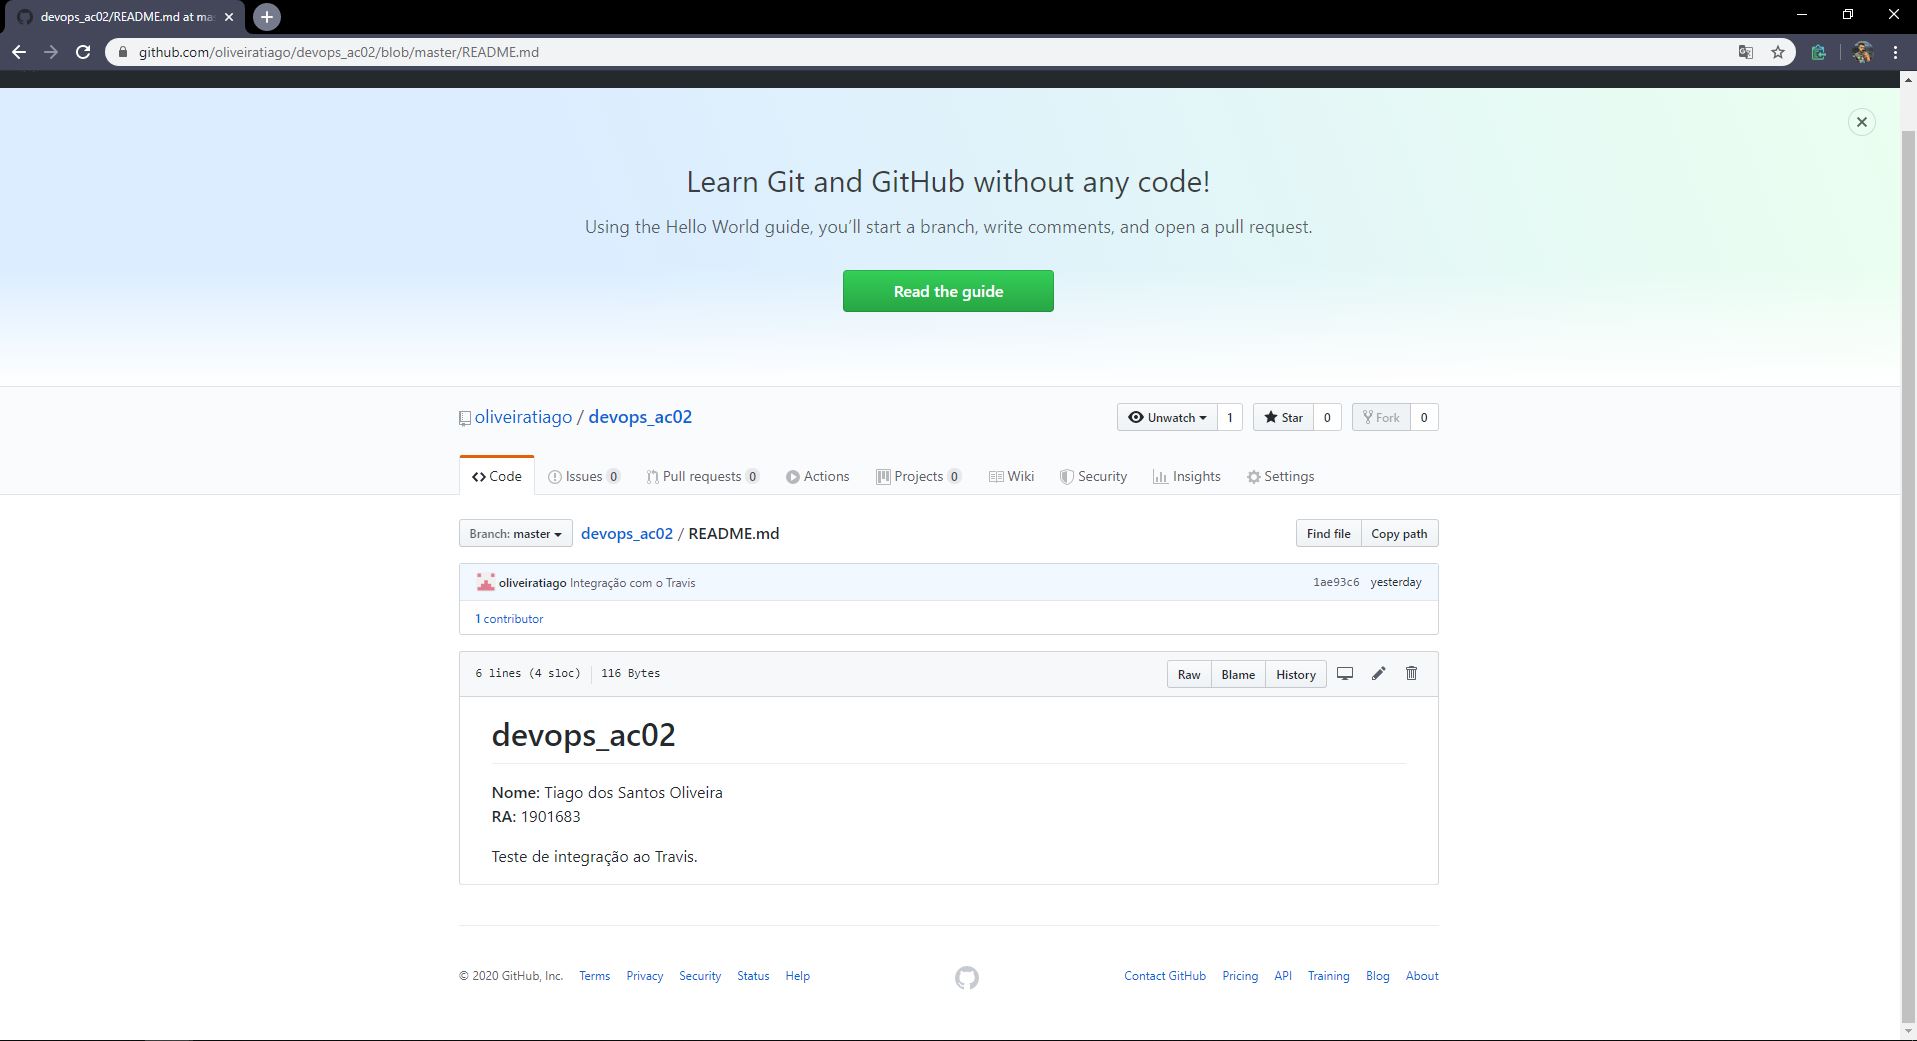 devops_ac02/README.md at ma
github.com/oliveiratiago/devops_ac02/blob/master/README.md
Learn Git and GitHub without any code!
Using the Hello World guide, you’ll start a branch, write comments, and open a pull request.
Read the guide
oliveiratiago / devops_ac02 Unwatch 1 Star 0 Fork 0
Code Issues 0 Pull requests 0 Actions Projects 0 Wiki Security Insights Settings
Branch: master devops_ac02 / README.md Find file Copy path
oliveiratiago Integração com o Travis 1ae93c6 yesterday
1 contributor
6 lines (4 sloc) 116 Bytes Raw Blame History
devops_ac02
Nome: Tiago dos Santos Oliveira
RA: 1901683
Teste de integração ao Travis.
© 2020 GitHub, Inc. Terms Privacy Security Status Help Contact GitHub Pricing API Training Blog About